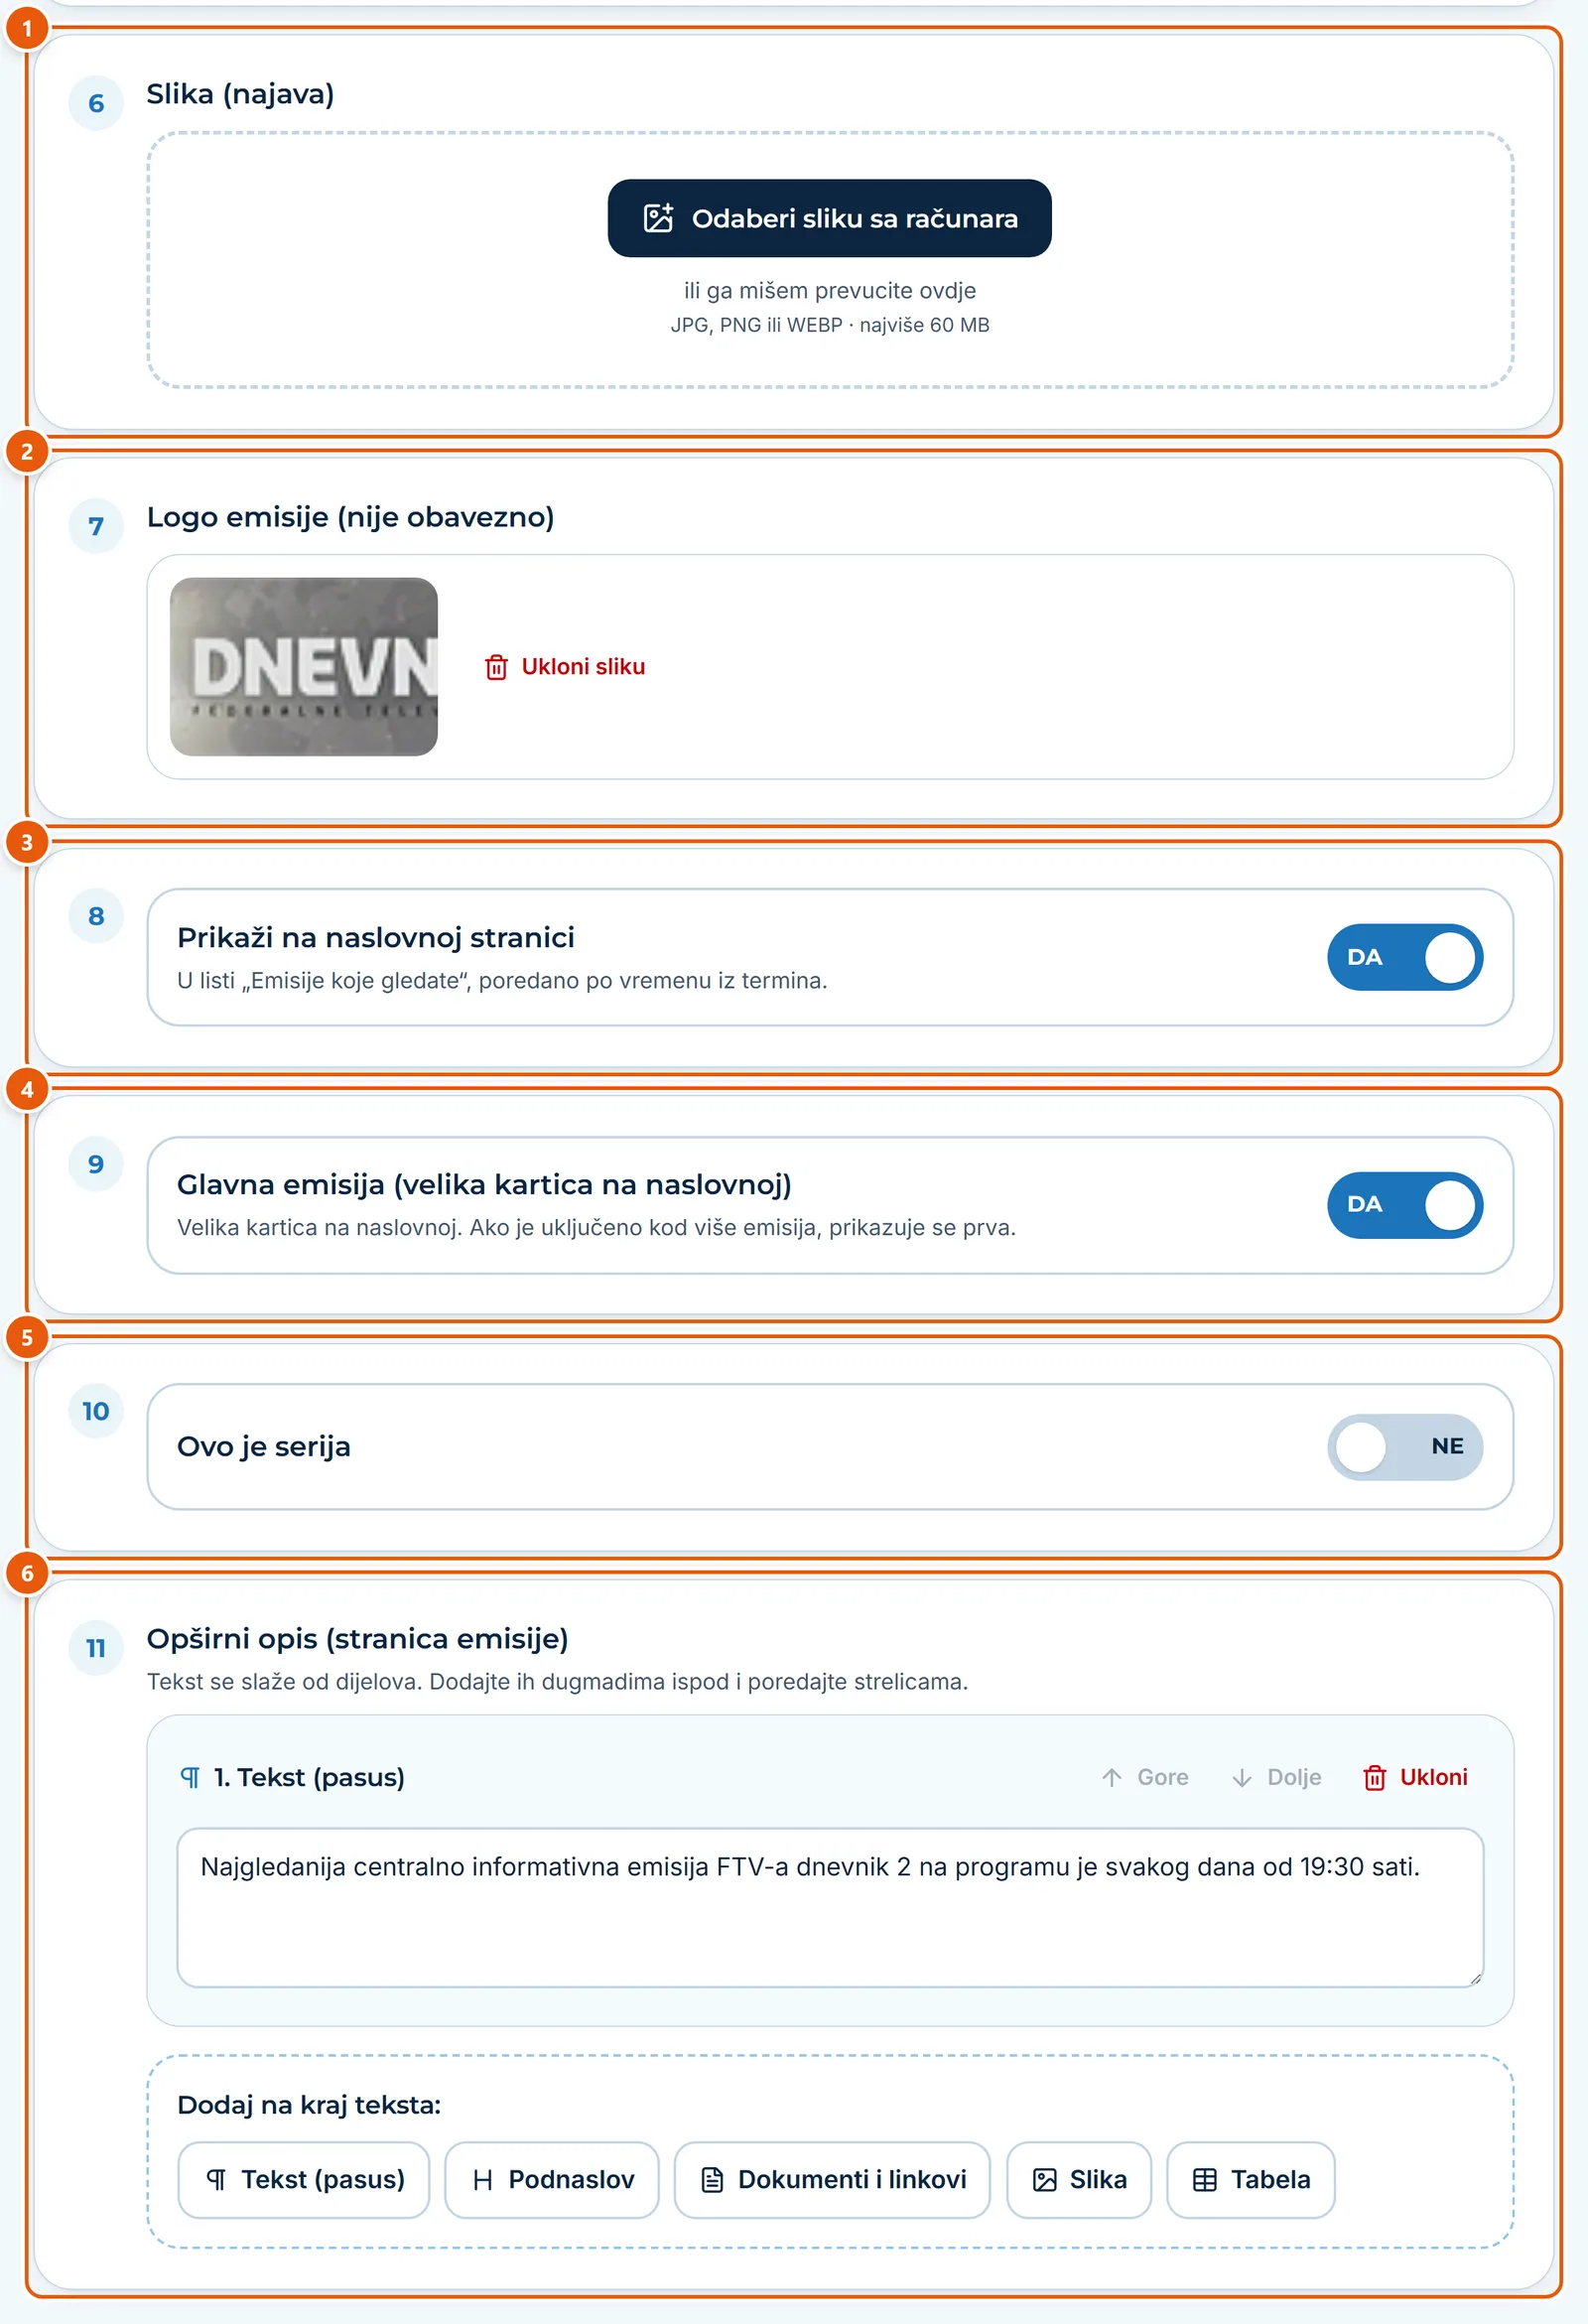 1
6
Slika (najava)
Odaberi sliku sa računara
ili ga mišem prevucite ovdje
JPG, PNG ili WEBP · najviše 60 MB
2
7
Logo emisije (nije obavezno)
DNEVN
FEDERALNE TELEV
Ukloni sliku
3
8
Prikaži na naslovnoj stranici
U listi „Emisije koje gledate“, poredano po vremenu iz termina.
DA
4
9
Glavna emisija (velika kartica na naslovnoj)
Velika kartica na naslovnoj. Ako je uključeno kod više emisija, prikazuje se prva.
DA
5
10
Ovo je serija
NE
6
11
Opširni opis (stranica emisije)
Tekst se slaže od dijelova. Dodajte ih dugmadima ispod i poredajte strelicama.
1. Tekst (pasus)
Gore
Dolje
Ukloni
Najgledanija centralno informativna emisija FTV-a dnevnik 2 na programu je svakog dana od 19:30 sati.
Dodaj na kraj teksta:
Tekst (pasus)
Podnaslov
Dokumenti i linkovi
Slika
Tabela